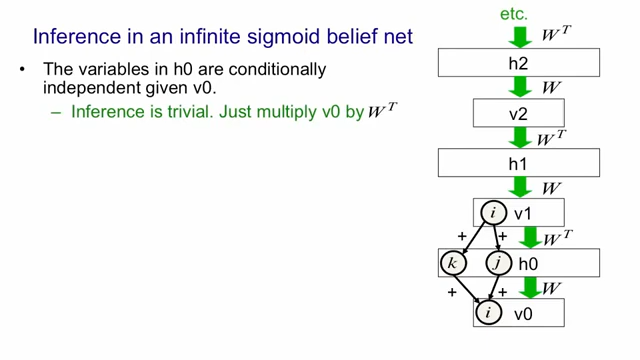 Inference in an infinite sigmoid belief net
• The variables in h0 are conditionally
independent given v0.
– Inference is trivial. Just multiply v0 by W^T
etc.
W^T
h2
W
v2
W^T
h1
W
i v1
+ + W^T
k j h0
+ + W
i v0